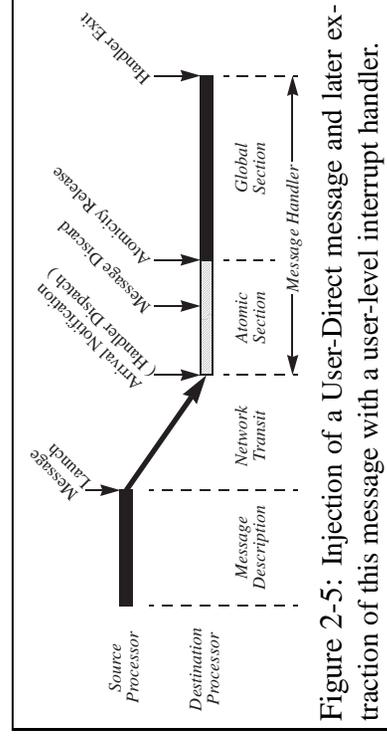 Message
Launch
Arrival Notification
( Handler Dispatch )
Message Discard
Atomicity Release
Handler Exit
Source
Processor
Destination
Processor
Message
Description
Network
Transit
Atomic
Section
Global
Section
Message Handler
Figure 2-5: Injection of a User-Direct message and later ex-
traction of this message with a user-level interrupt handler.